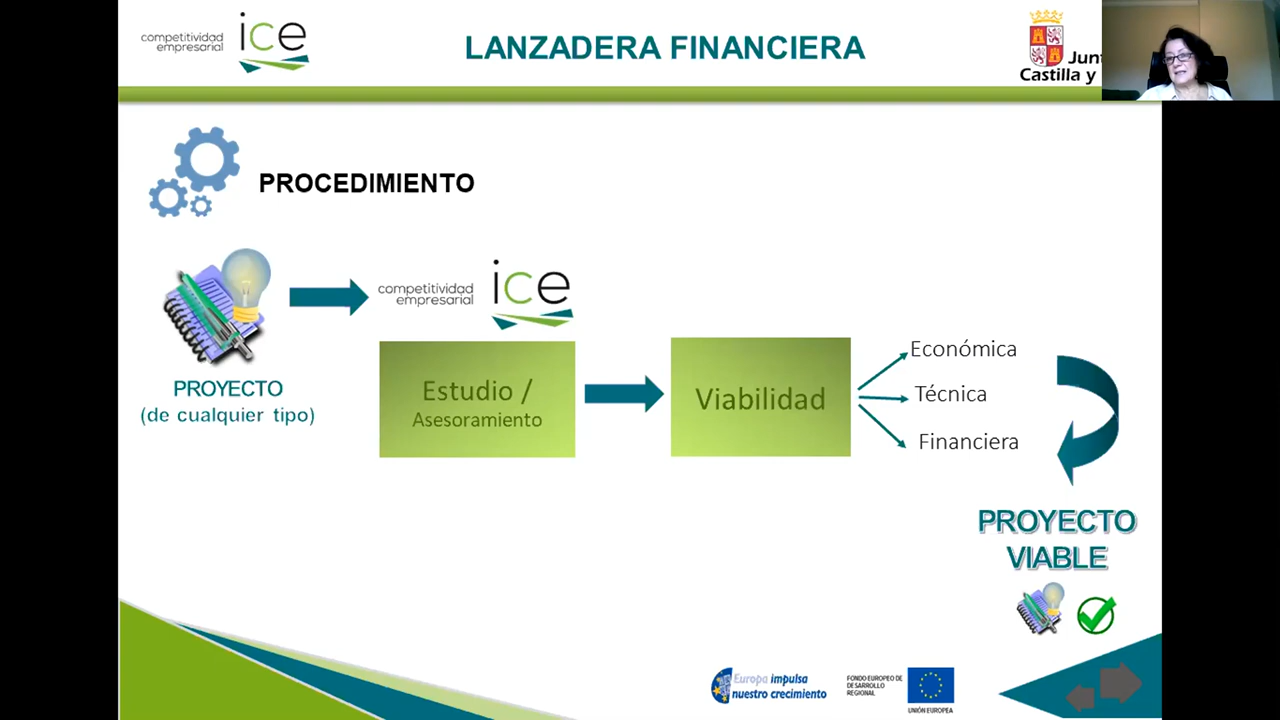 competitividad
empresarial
ice
LANZADERA FINANCIERA
Castilla y
PROCEDIMIENTO
competitividad
empresarial
ice
PROYECTO
(de cualquier tipo)
Estudio /
Asesoramiento
Viabilidad
Económica
Técnica
Financiera
PROYECTO
VIABLE
Europa impulsa
nuestro crecimiento
FONDO EUROPEO DE
DESARROLLO
REGIONAL
UNIÓN EUROPEA